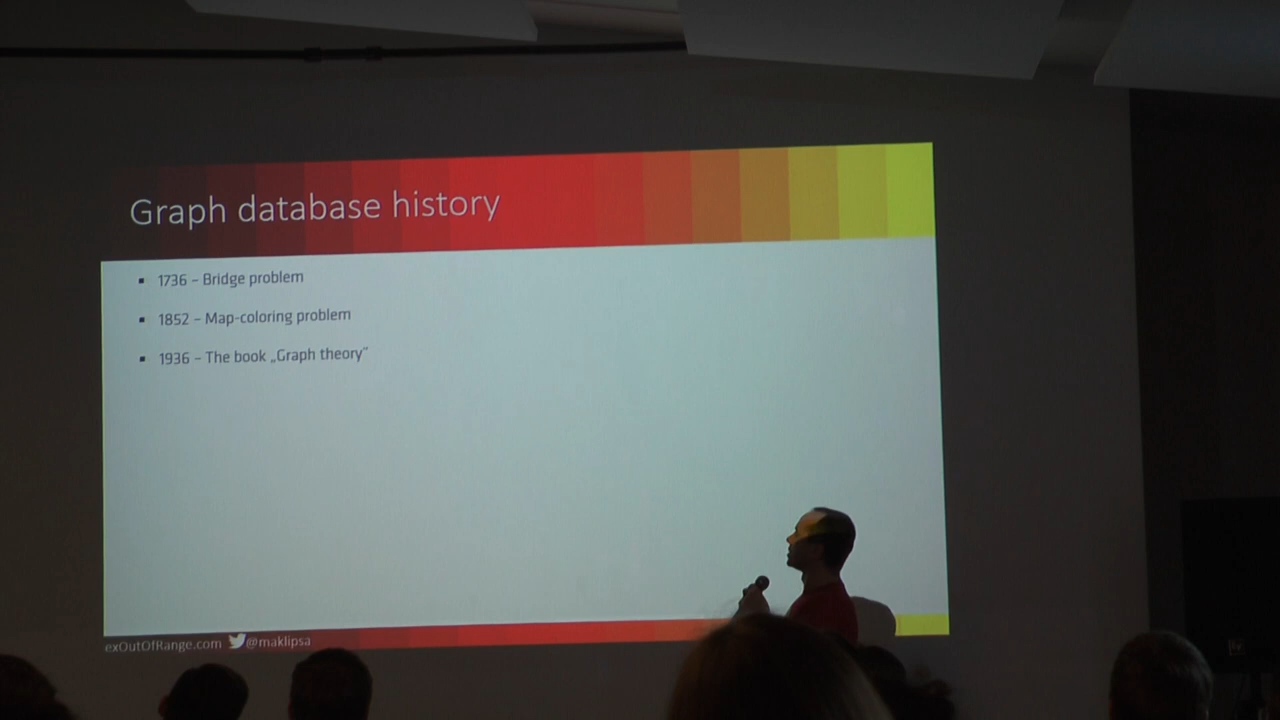 Graph database history
▪ 1736 – Bridge problem
▪ 1852 – Map-coloring problem
▪ 1936 – The book „Graph theory”
exOutOfRange.com @maklipsa